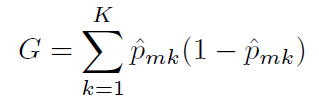 G = \sum_{k=1}^{K} \hat{p}_{mk}(1 - \hat{p}_{mk})